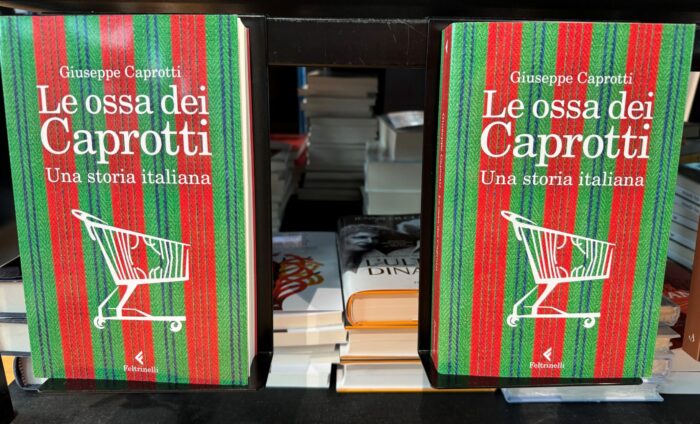 Giuseppe Caprotti
Le ossa dei
Caprotti
Una storia italiana
Feltrinelli
Giuseppe Caprotti
Le ossa dei
Caprotti
Una storia italiana
Feltrinelli